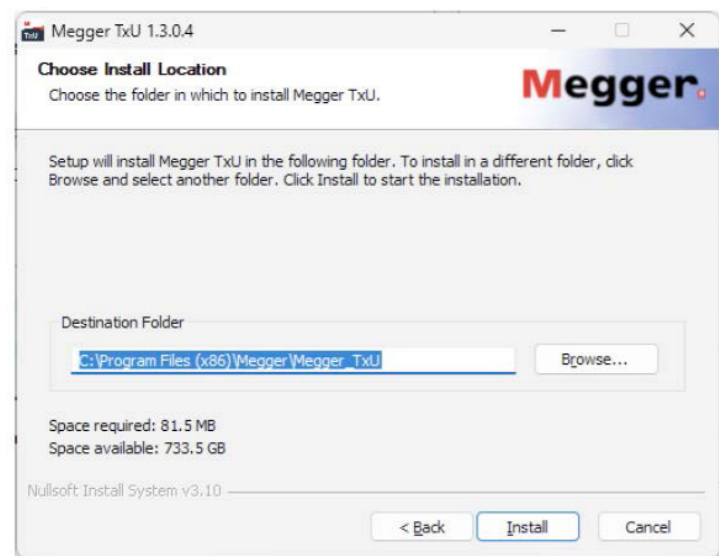 Megger TxU 1.3.0.4
Choose Install Location
Choose the folder in which to install Megger TxU.
Megger.
Setup will install Megger TxU in the following folder. To install in a different folder, click
Browse and select another folder. Click Install to start the installation.
Destination Folder
C:\Program Files (x86)\Megger\Megger_TxU
Browse...
Space required: 81.5 MB
Space available: 733.5 GB
Nullsoft Install System v3.10
< Back
Install
Cancel